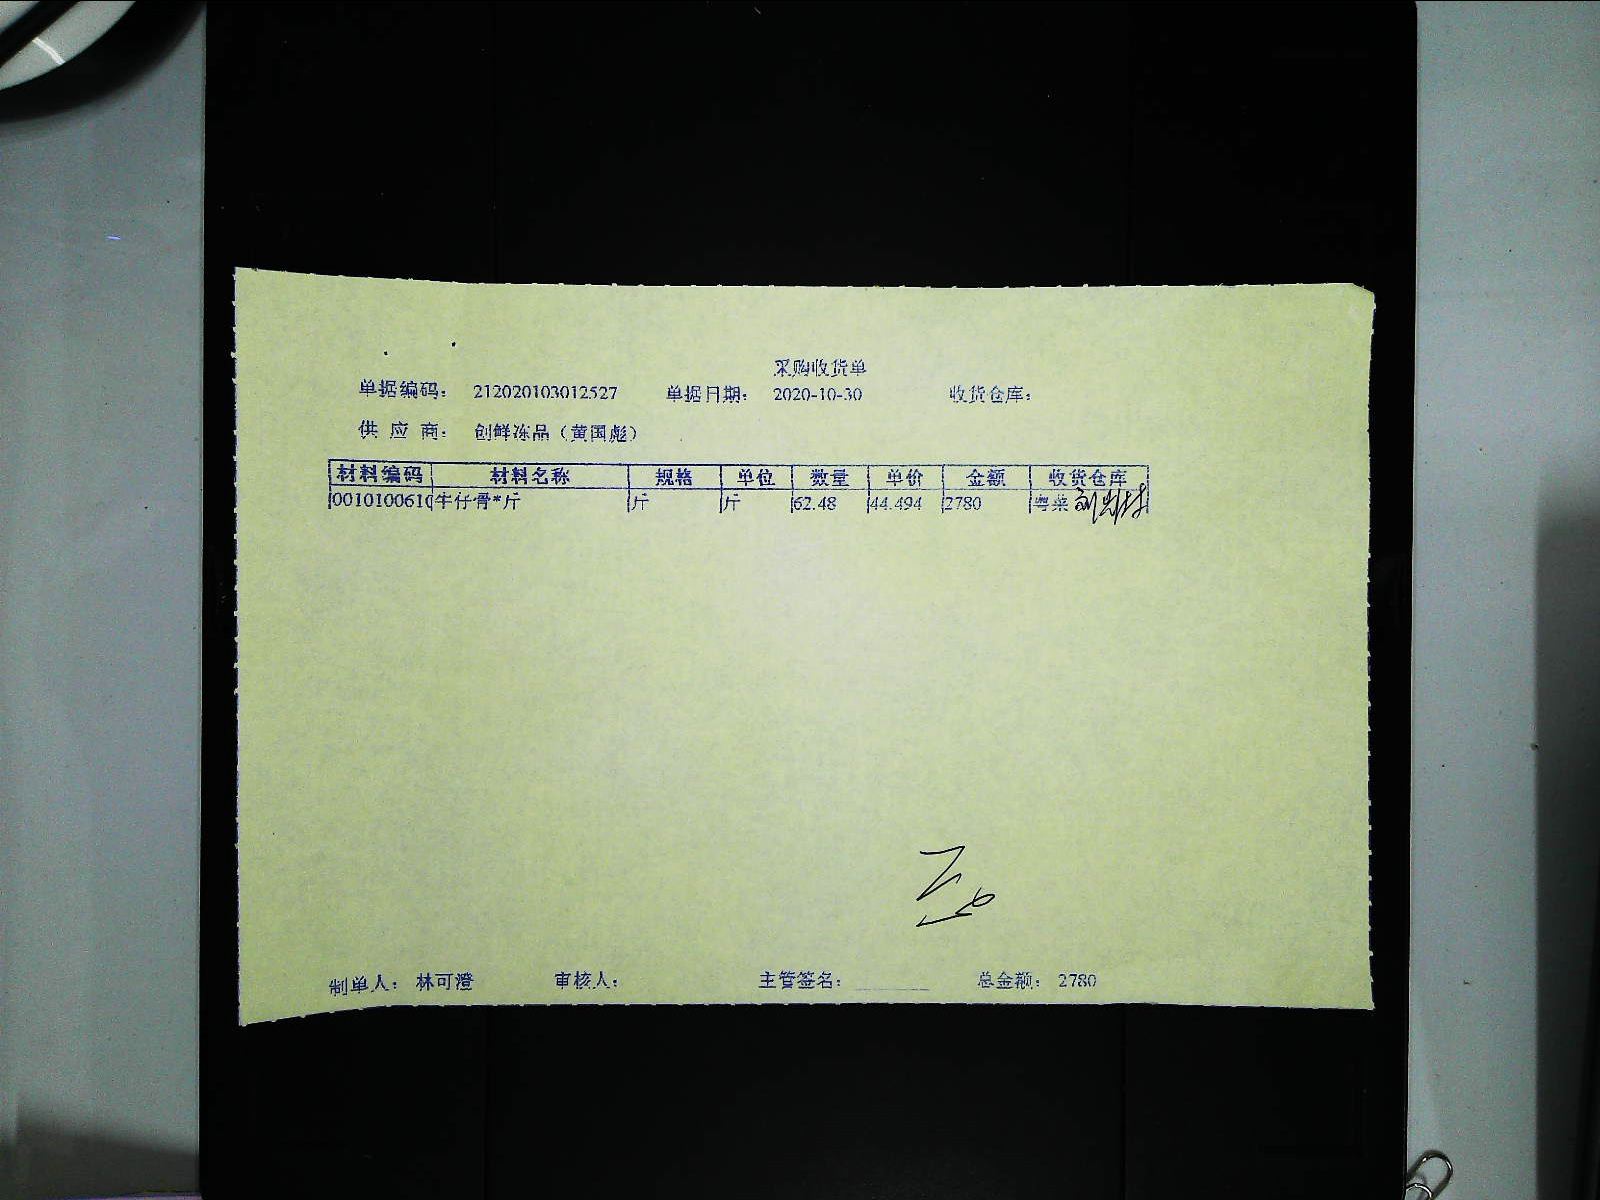 采购收货单
单据编码： 212020103012527 单据日期： 2020-10-30 收货仓库：
供 应 商： 创鲜冻品（黄国彪）
材料编码 材料名称 规格 单位 数量 单价 金额 收货仓库
0010100610 牛仔骨*斤 斤 斤 62.48 44.494 2780 粤菜
制单人： 林可澄 审核人： 主管签名： 总金额： 2780